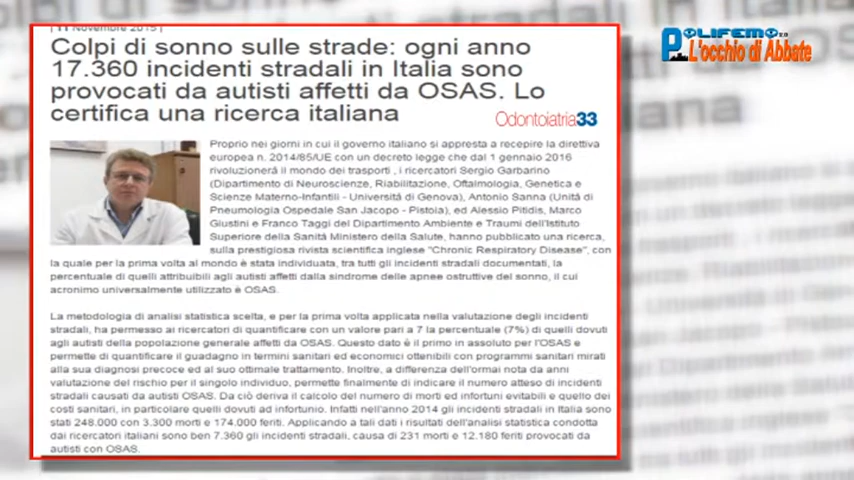 | 11 Novembre 2015 |
Colpi di sonno sulle strade: ogni anno
17.360 incidenti stradali in Italia sono
provocati da autisti affetti da OSAS. Lo
certifica una ricerca italiana
Odontoiatria33
POLIFEMO
L'occhio di Abbate
Proprio nei giorni in cui il governo italiano si appresta a recepire la direttiva
europea n. 2014/85/UE con un decreto legge che dal 1 gennaio 2016
rivoluzionerá il mondo dei trasporti , i ricercatori Sergio Garbarino
(Dipartimento di Neuroscienze, Riabilitazione, Oftalmologia, Genetica e
Scienze Materno-Infantili - Universitá di Genova), Antonio Sanna (Unitá di
Pneumologia Ospedale San Jacopo - Pistoia), ed Alessio Pitidis, Marco
Giustini e Franco Taggi del Dipartimento Ambiente e Traumi dell'Istituto
Superiore della Sanitá Ministero della Salute, hanno pubblicato una ricerca,
sulla prestigiosa rivista scientifica inglese "Chronic Respiratory Disease", con
la quale per la prima volta al mondo è stata individuata, tra tutti gli incidenti stradali documentati, la
percentuale di quelli attribuibili agli autisti affetti dalla sindrome delle apnee ostruttive del sonno, il cui
acronimo universalmente utilizzato è OSAS.
La metodologia di analisi statistica scelta, e per la prima volta applicata nella valutazione degli incidenti
stradali, ha permesso ai ricercatori di quantificare con un valore pari a 7 la percentuale (7%) di quelli dovuti
agli autisti della popolazione generale affetti da OSAS. Questo dato è il primo in assoluto per l'OSAS e
permette di quantificare il guadagno in termini sanitari ed economici ottenibili con programmi sanitari mirati
alla sua diagnosi precoce ed al suo ottimale trattamento. Inoltre, a differenza dell'ormai nota da anni
valutazione del rischio per il singolo individuo, permette finalmente di indicare il numero atteso di incidenti
stradali causati da autisti OSAS. Da ciò deriva il calcolo del numero di morti ed infortuni evitabili e quello dei
costi sanitari, in particolare quelli dovuti ad infortunio. Infatti nell'anno 2014 gli incidenti stradali in Italia sono
stati 248.000 con 3.300 morti e 174.000 feriti. Applicando a tali dati i risultati dell'analisi statistica condotta
dai ricercatori italiani sono ben 7.360 gli incidenti stradali, causa di 231 morti e 12.180 feriti provocati da
autisti con OSAS.